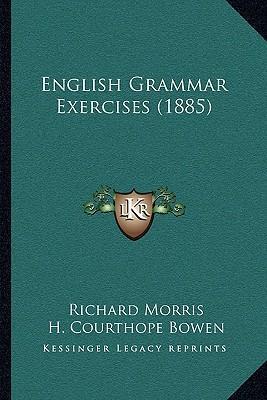 English Grammar
Exercises (1885)
LKR
Richard Morris
H. Courthope Bowen
Kessinger Legacy reprints